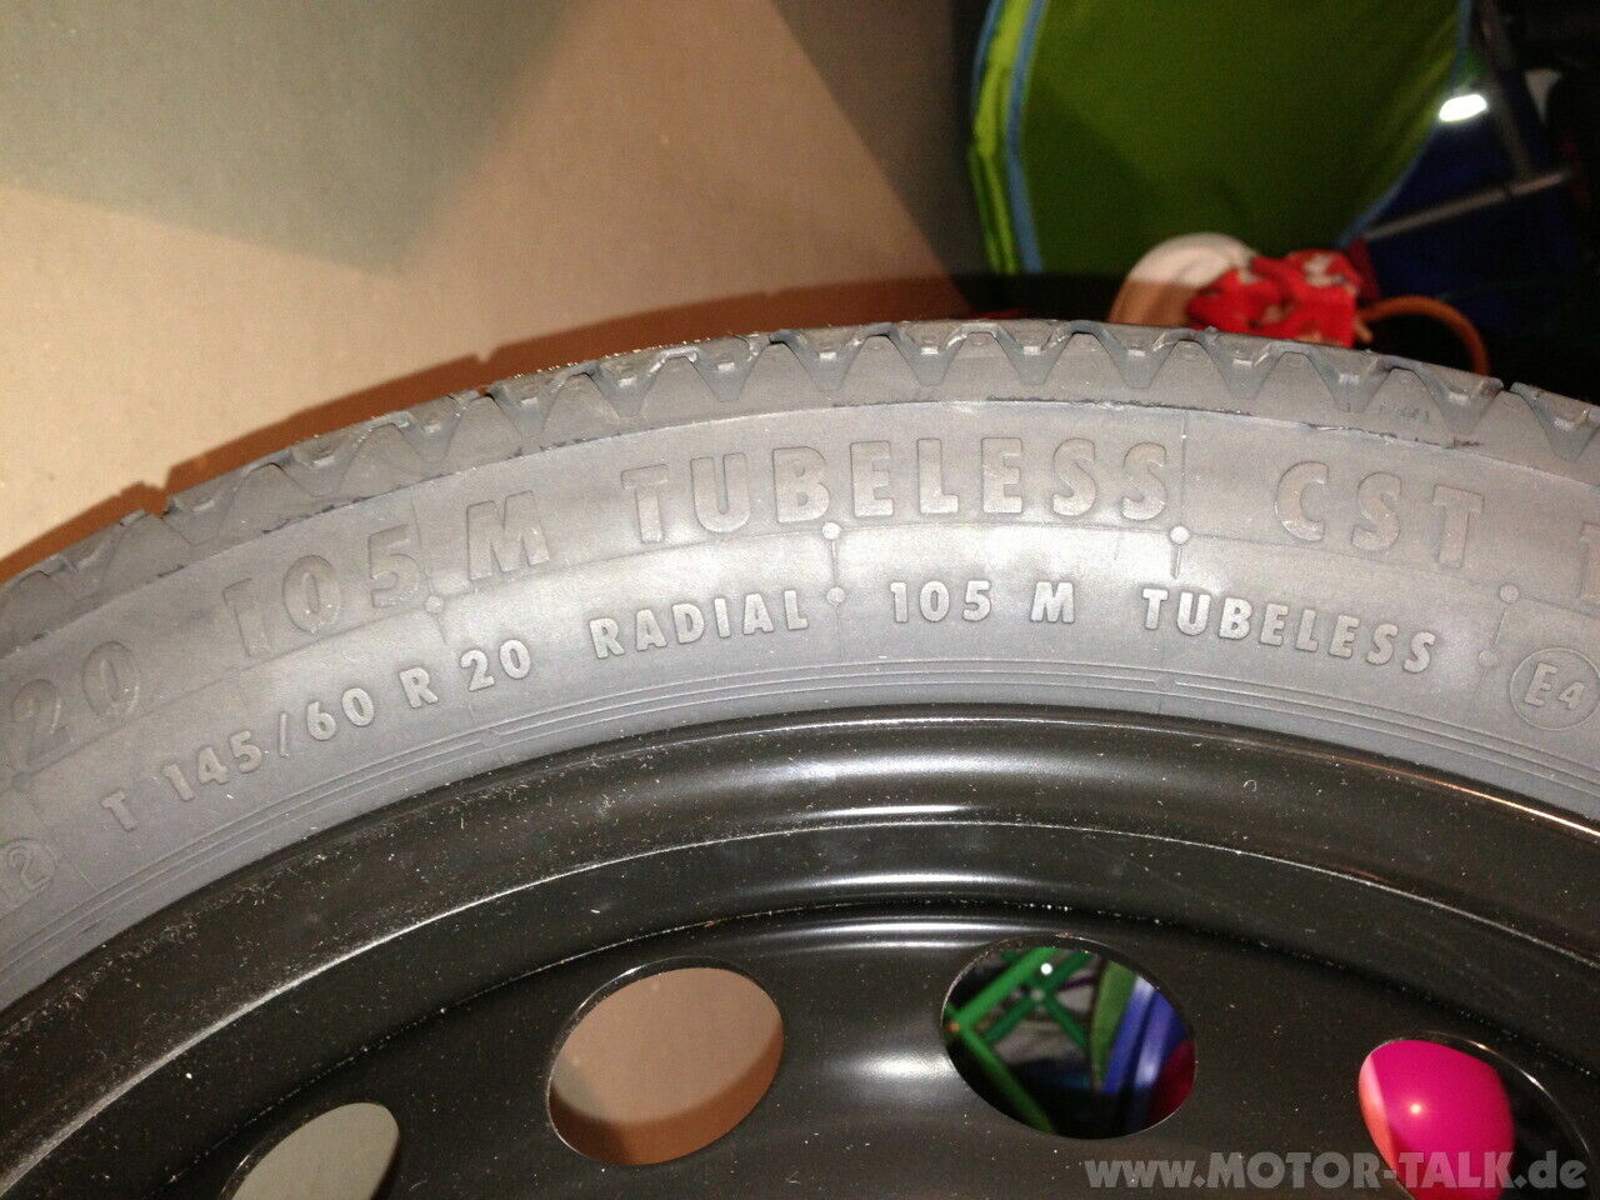 20 105 M TUBELESS CST
T 145/60 R 20 RADIAL 105 M TUBELESS E4
www.MOTOR-TALK.de